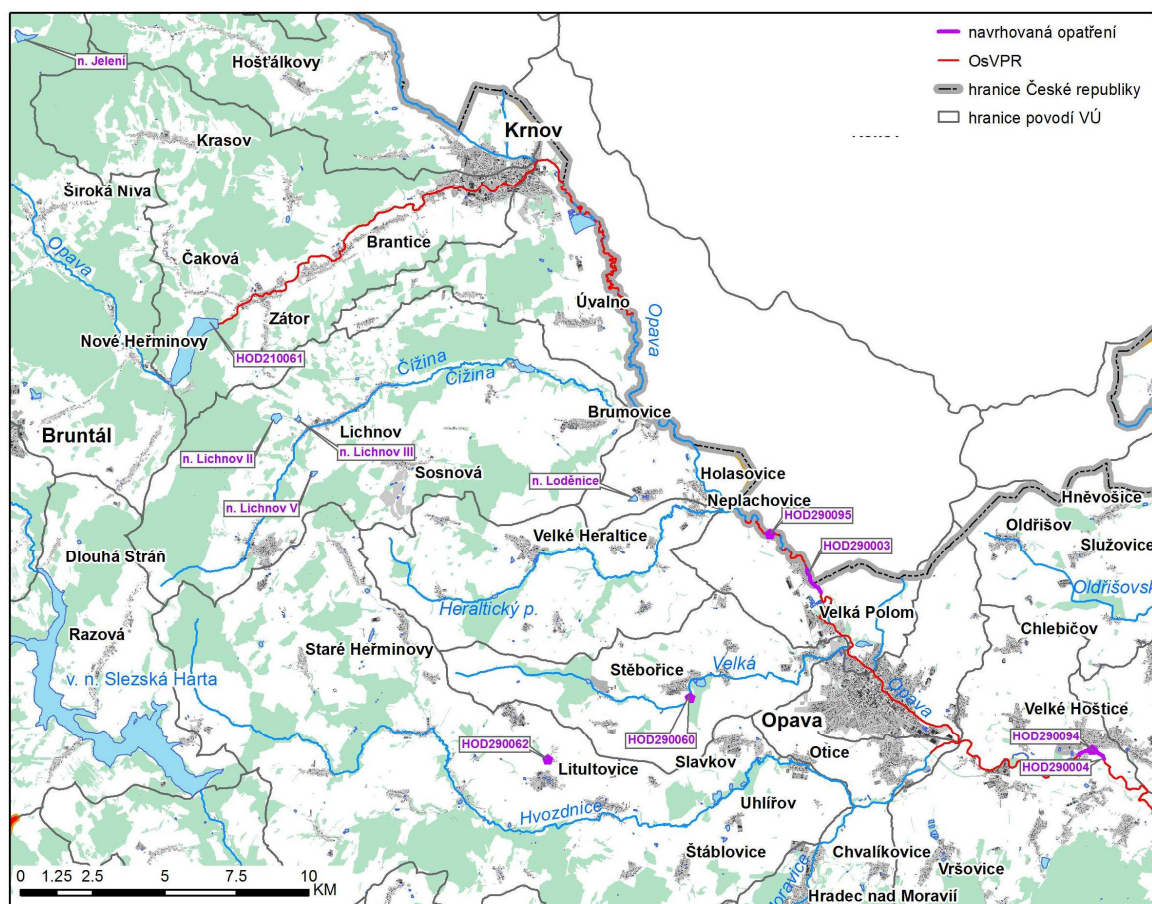 navrhovaná opatření
OsVPR
hranice České republiky
hranice povodí VÚ
n. Jelení
Hošťálkovy
Krnov
Krasov
Široká Niva
Opava
Brantice
Čaková
Úvalno
Opava
Zátor
Nové Heřminovy
HOD210061
Čižina
Čižina
Brumovice
Bruntál
Lichnov
n. Lichnov II
n. Lichnov III
Sosnová
n. Loděnice
Holasovice
Neplachovice
Hněvošice
n. Lichnov V
HOD290095
Oldřišov
Služovice
Velké Heraltice
Dlouhá Stráň
HOD290003
Oldřišovsk
Heraltický p.
Velká Polom
Chlebičov
Razová
Staré Heřminovy
Stěbořice
Velká
v. n. Slezská Harta
Opava
Velké Hoštice
Opava
HOD290094
HOD290062
HOD290060
Otice
Slavkov
HOD290004
Litultovice
Uhlířov
Hvozdnice
Štáblovice
Chvalíkovice
Vršovice
Hradec nad Moravií
0 1.25 2.5 5 7.5 10
KM